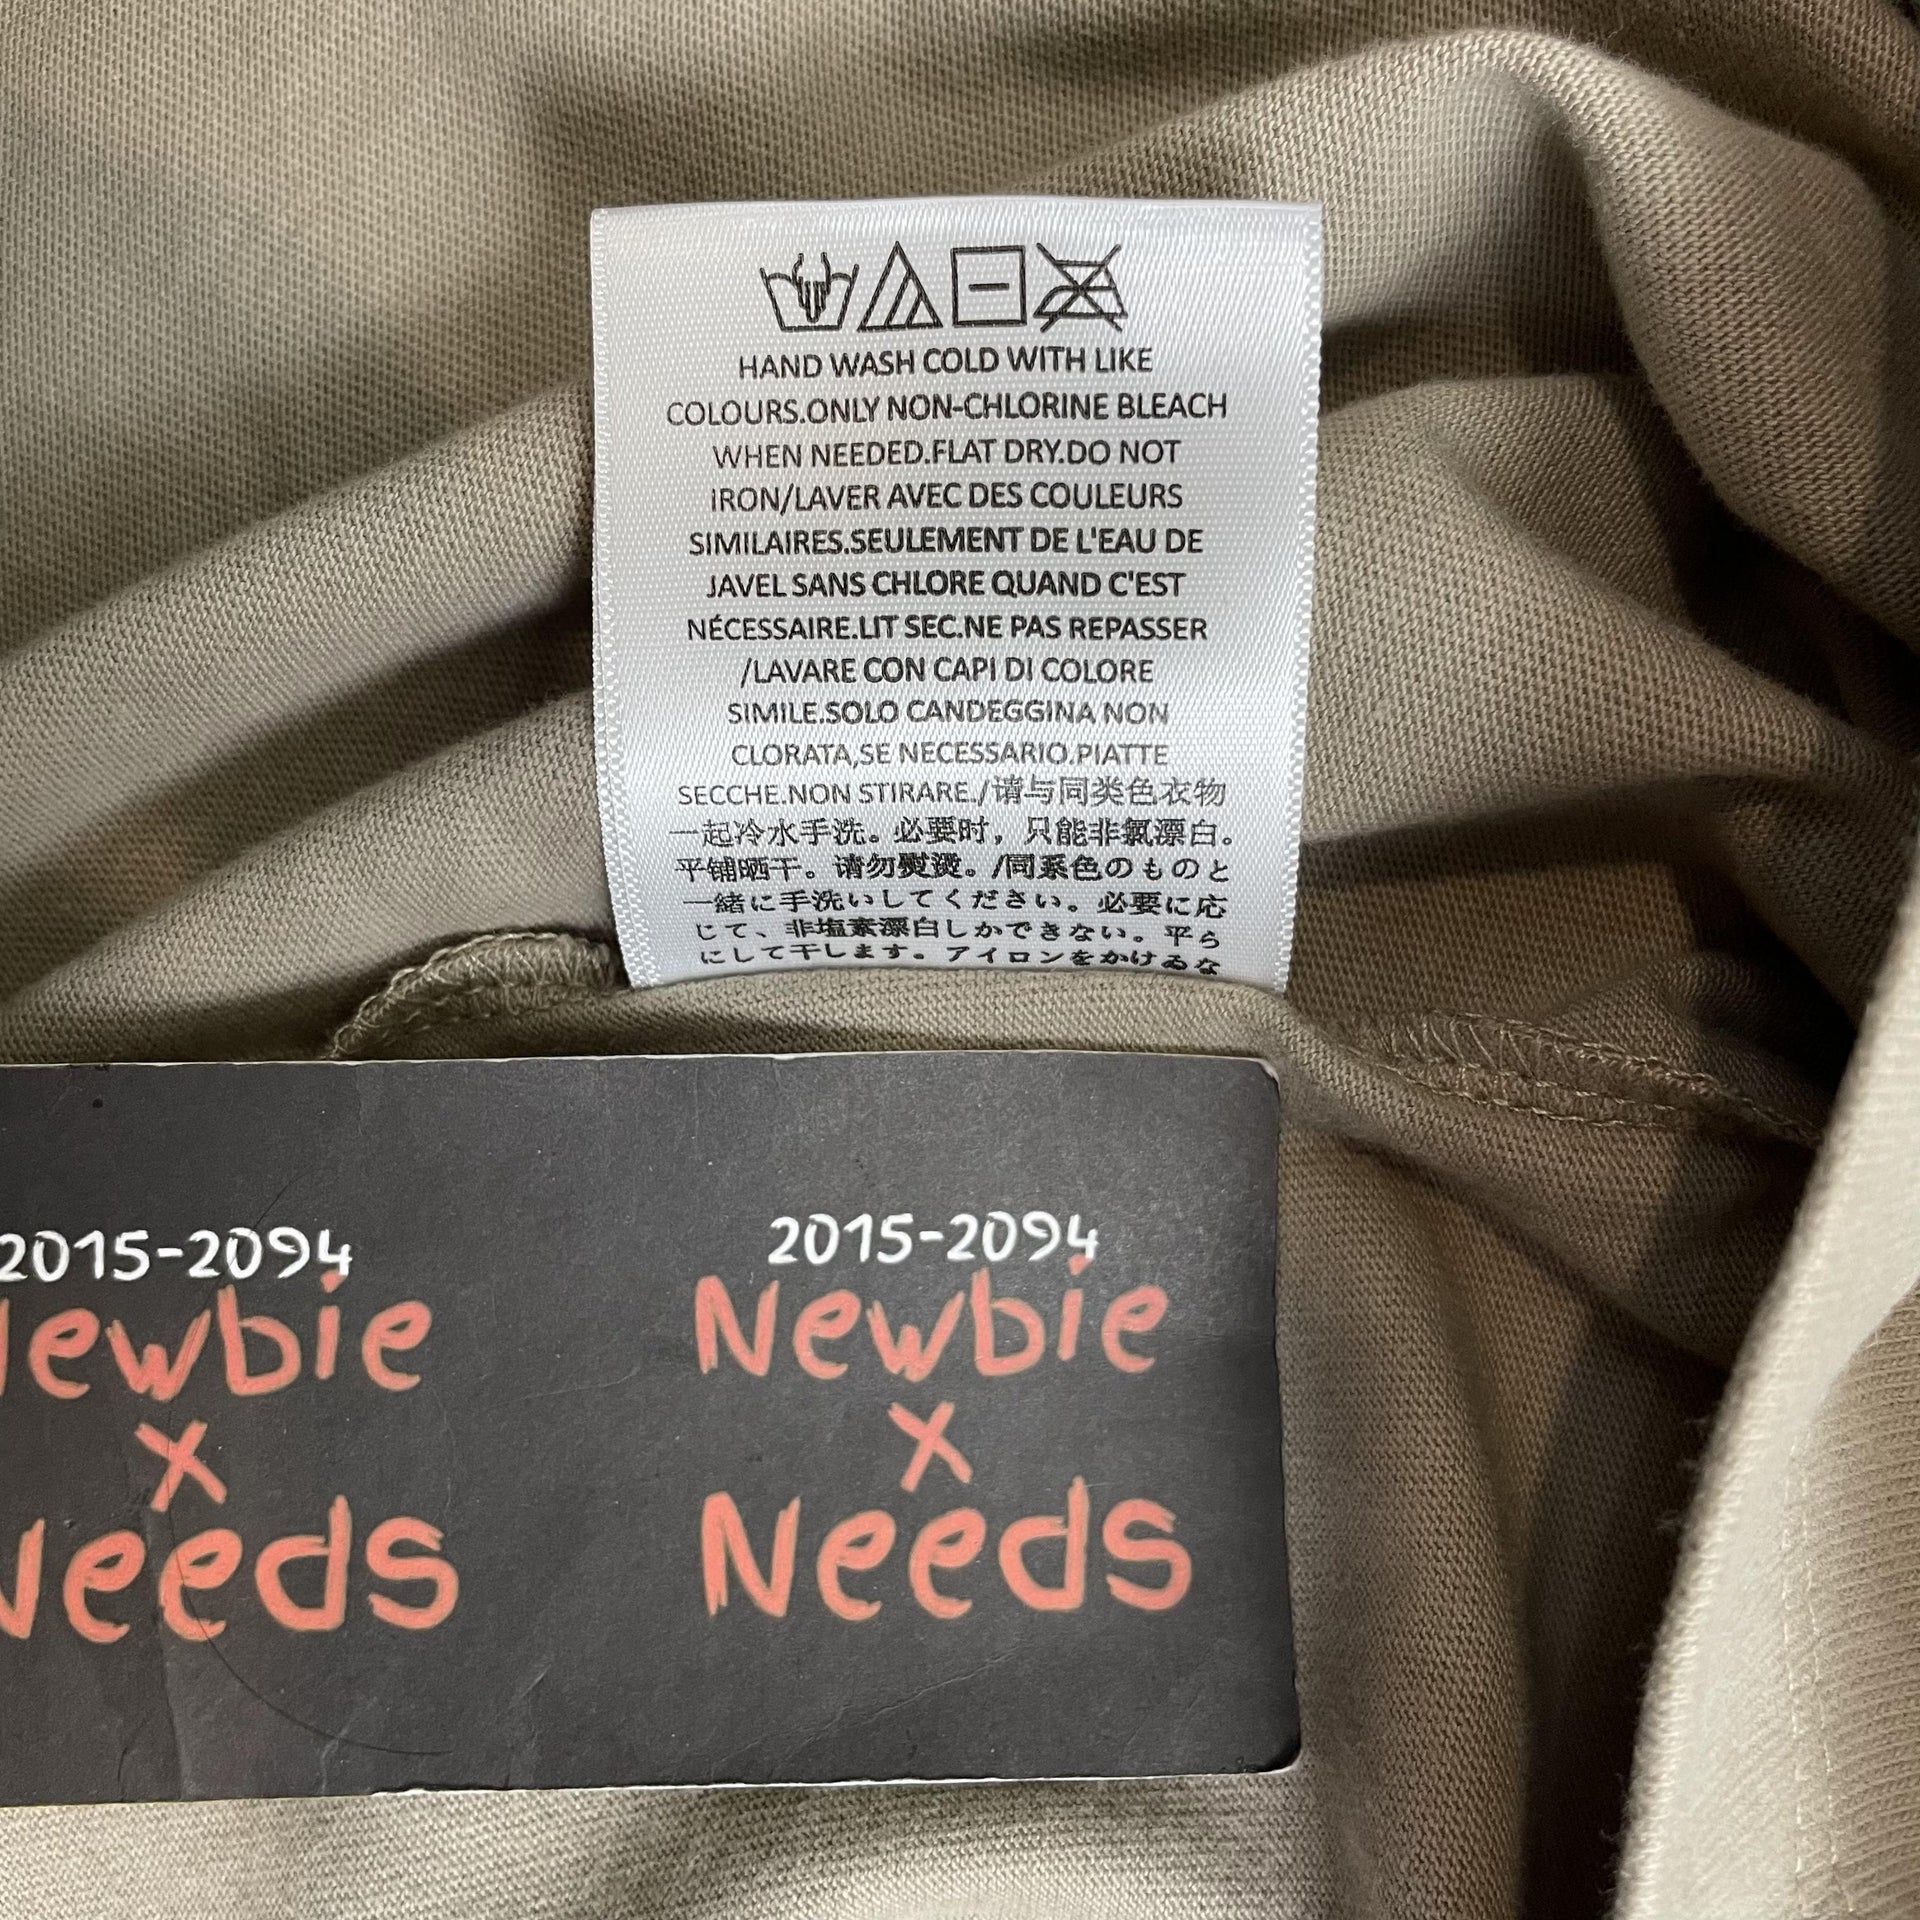 HAND WASH COLD WITH LIKE
COLOURS.ONLY NON-CHLORINE BLEACH
WHEN NEEDED.FLAT DRY.DO NOT
IRON/LAVER AVEC DES COULEURS
SIMILAIRES.SEULEMENT DE L'EAU DE
JAVEL SANS CHLORE QUAND C'EST
NÉCESSAIRE.LIT SEC.NE PAS REPASSER
/LAVARE CON CAPI DI COLORE
SIMILE.SOLO CANDEGGINA NON
CLORATA,SE NECESSARIO.PIATTE
SECCHE.NON STIRARE./请与同类色衣物
一起冷水手洗。必要时，只能非氯漂白。
平铺晒干。请勿熨烫。/同系色のものと
一緒に手洗いしてください。必要に応
じて、非塩素漂白しかできない。平ら
にして干します。アイロンをかけるな
2015-2094
Newbie
x
Needs
2015-2094
Newbie
x
Needs